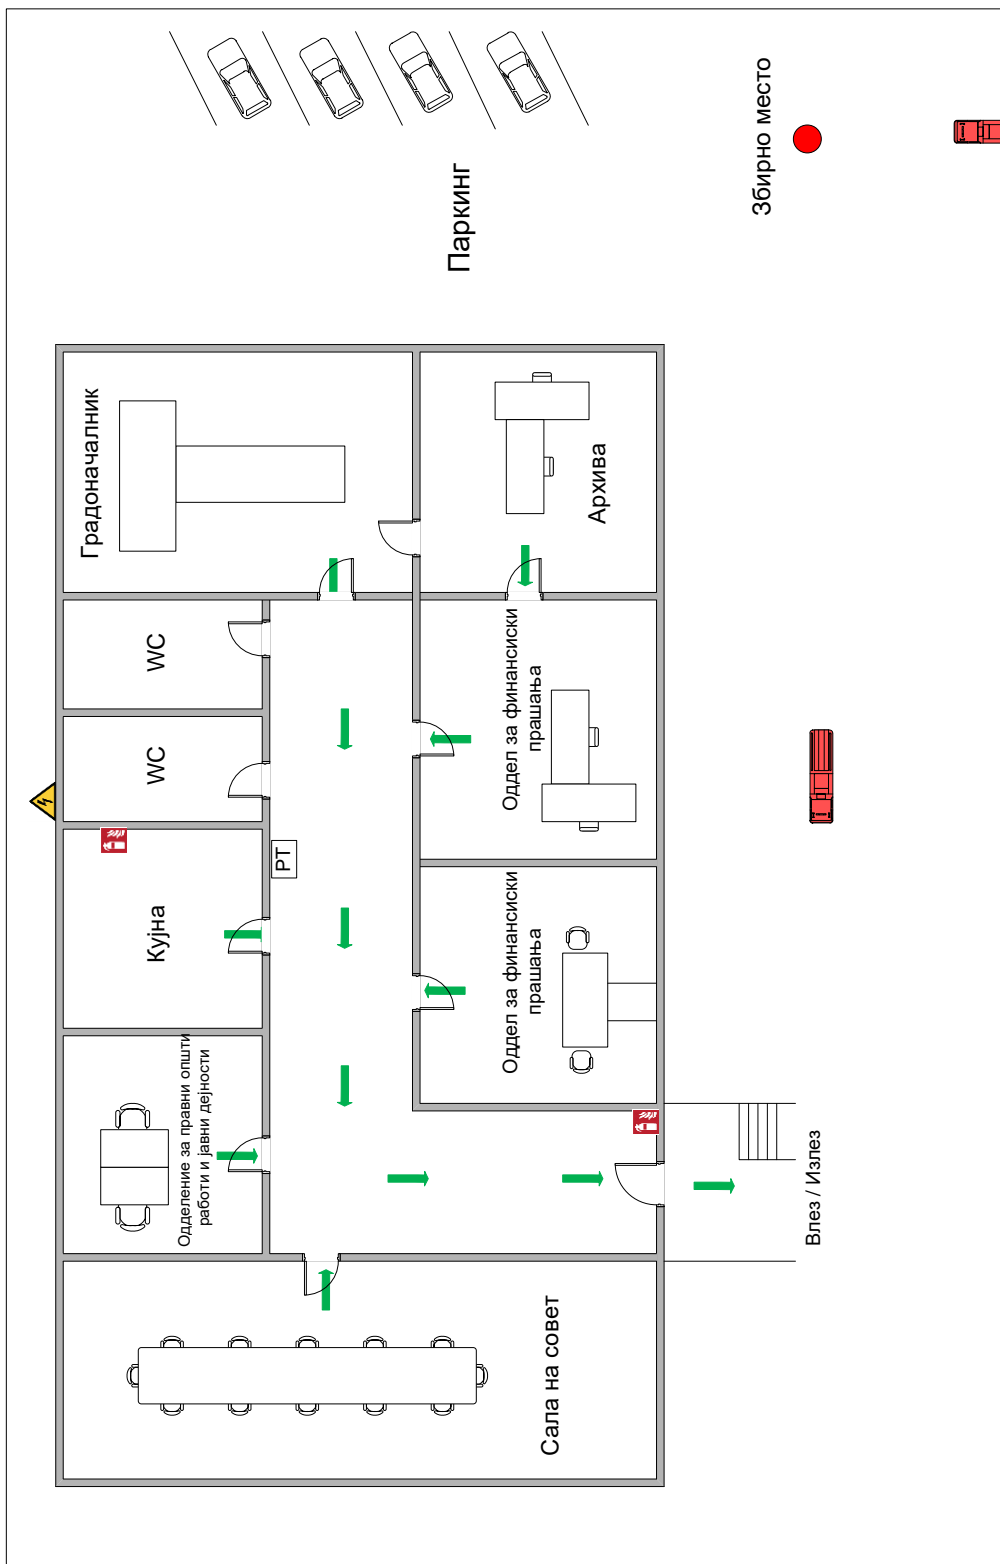 Паркинг
Збирно место
Градоначалник
Архива
WC
WC
Кујна
РТ
Оддел за финансиски
прашања
Оддел за финансиски
прашања
Одделение за правни општи
работи и јавни дејности
Сала на совет
Влез / Излез